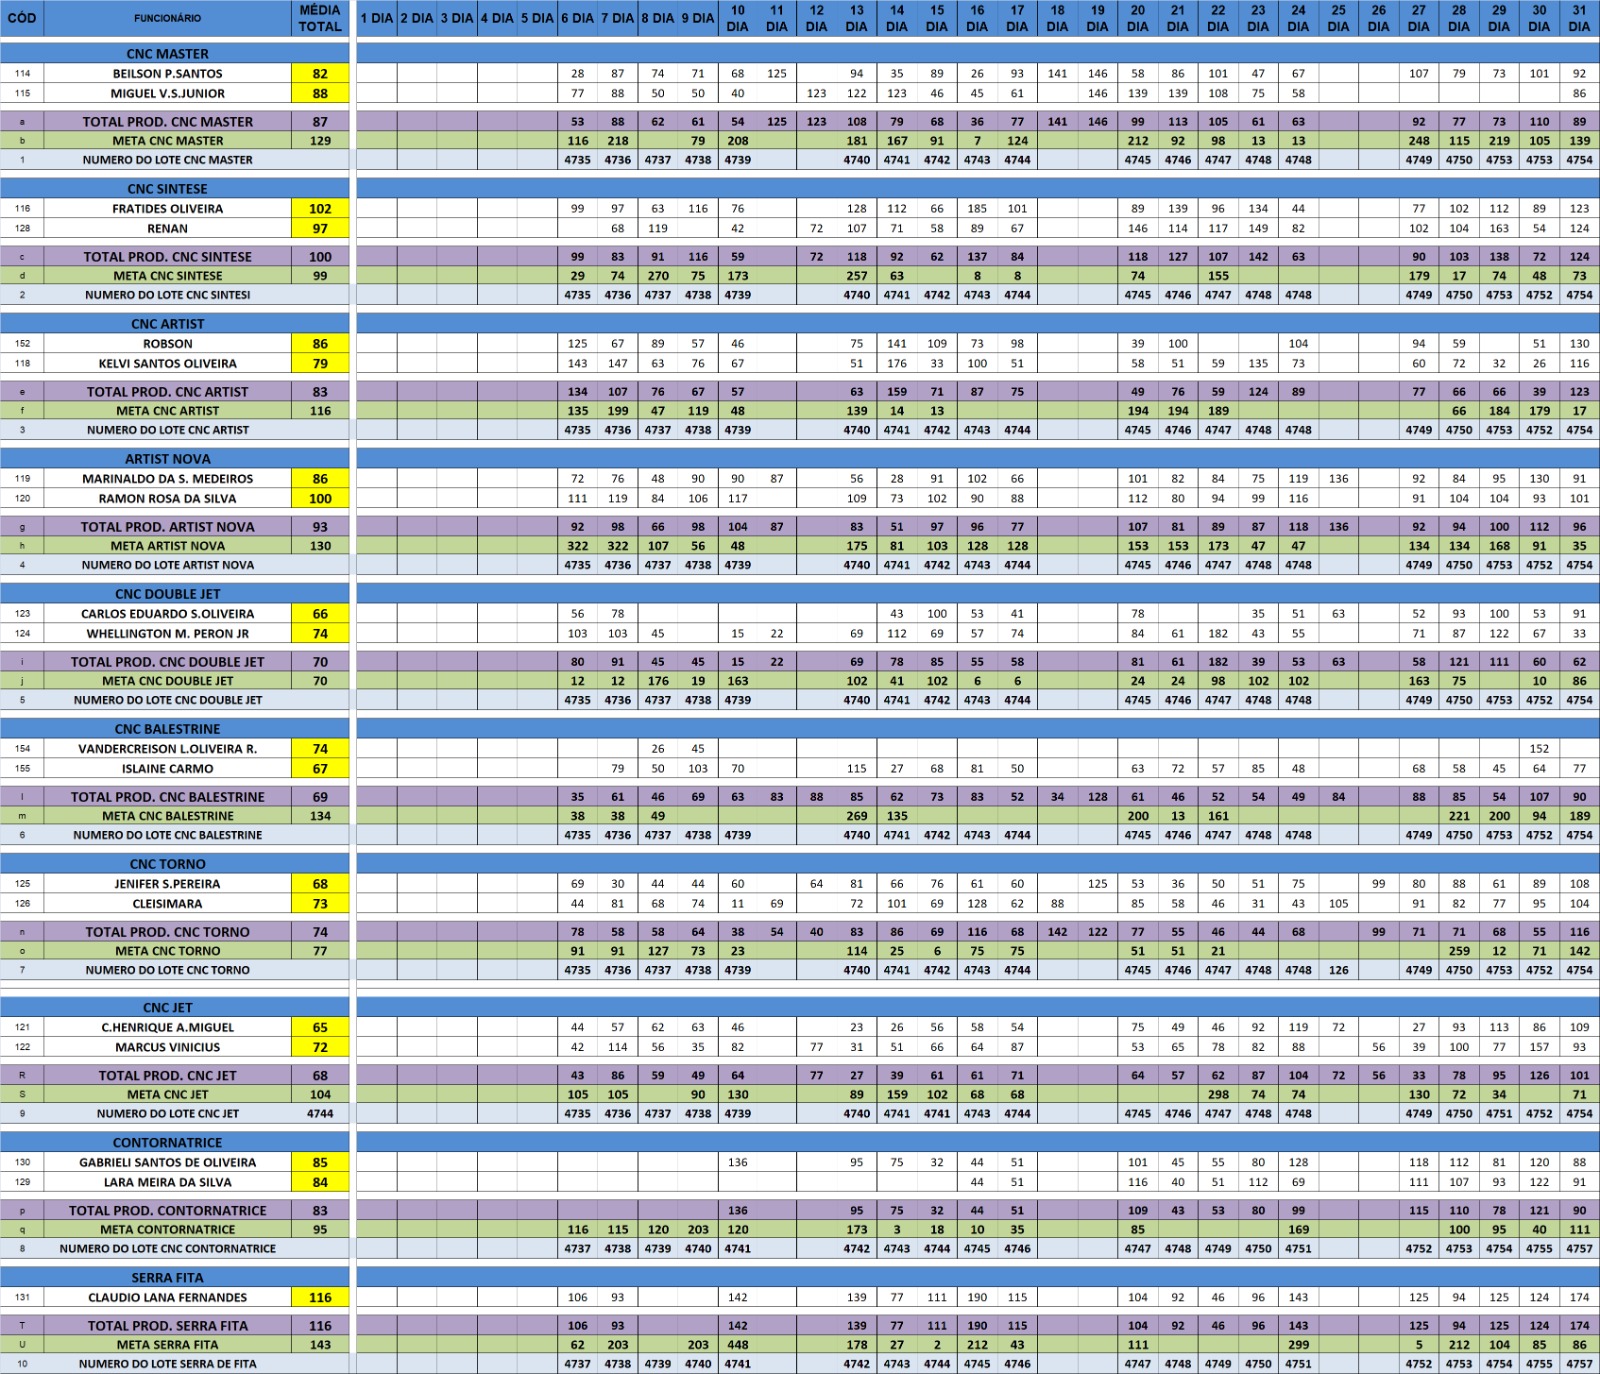 CÓD FUNCIONÁRIO MÉDIA TOTAL 1 DIA 2 DIA 3 DIA 4 DIA 5 DIA 6 DIA 7 DIA 8 DIA 9 DIA 10 DIA 11 DIA 12 DIA 13 DIA 14 DIA 15 DIA 16 DIA 17 DIA 18 DIA 19 DIA 20 DIA 21 DIA 22 DIA 23 DIA 24 DIA 25 DIA 26 DIA 27 DIA 28 DIA 29 DIA 30 DIA 31 DIA
CNC MASTER
114 BEILSON P.SANTOS 82 28 87 74 71 68 125 94 35 89 26 93 141 146 58 86 101 47 67 107 79 73 101 92
115 MIGUEL V.S.JUNIOR 88 77 88 50 50 40 123 122 123 46 45 61 146 139 139 108 75 58 86
a TOTAL PROD. CNC MASTER 87 53 88 62 61 54 125 123 108 79 68 36 77 141 146 99 113 105 61 63 92 77 73 110 89
b META CNC MASTER 129 116 218 79 208 181 167 91 7 124 212 92 98 13 13 248 115 219 105 139
1 NUMERO DO LOTE CNC MASTER 4735 4736 4737 4738 4739 4740 4741 4742 4743 4744 4745 4746 4747 4748 4748 4749 4750 4753 4753 4754
CNC SINTESE
116 FRATIDES OLIVEIRA 102 99 97 63 116 76 128 112 66 185 101 89 139 96 134 44 77 102 112 89 123
128 RENAN 97 68 119 42 72 107 71 58 89 67 146 114 117 149 82 102 104 163 54 124
c TOTAL PROD. CNC SINTESE 100 99 83 91 116 59 72 118 92 62 137 84 118 127 107 142 63 90 103 138 72 124
d META CNC SINTESE 99 29 74 270 75 173 257 63 8 8 74 155 179 17 74 48 73
2 NUMERO DO LOTE CNC SINTESI 4735 4736 4737 4738 4739 4740 4741 4742 4743 4744 4745 4746 4747 4748 4748 4749 4750 4753 4752 4754
CNC ARTIST
152 ROBSON 86 125 67 89 57 46 75 141 109 73 98 39 100 104 94 59 51 130
118 KELVI SANTOS OLIVEIRA 79 143 147 63 76 67 51 176 33 100 51 58 51 59 135 73 60 72 32 26 116
e TOTAL PROD. CNC ARTIST 83 134 107 76 67 57 63 159 71 87 75 49 76 59 124 89 77 66 66 39 123
f META CNC ARTIST 116 135 199 47 119 48 139 14 13 194 194 189 66 184 179 17
3 NUMERO DO LOTE CNC ARTIST 4735 4736 4737 4738 4739 4740 4741 4742 4743 4744 4745 4746 4747 4748 4748 4749 4750 4753 4752 4754
ARTIST NOVA
119 MARINALDO DA S. MEDEIROS 86 72 76 48 90 90 87 56 28 91 102 66 101 82 84 75 119 136 92 84 95 130 91
120 RAMON ROSA DA SILVA 100 111 119 84 106 117 109 73 102 90 88 112 80 94 99 116 91 104 104 93 101
g TOTAL PROD. ARTIST NOVA 93 92 98 66 98 104 87 83 51 97 96 77 107 81 89 87 118 136 92 94 100 112 96
h META ARTIST NOVA 130 322 322 107 56 48 175 81 103 128 128 153 153 173 47 47 134 134 168 91 35
4 NUMERO DO LOTE ARTIST NOVA 4735 4736 4737 4738 4739 4740 4741 4742 4743 4744 4745 4746 4747 4748 4748 4749 4750 4753 4752 4754
CNC DOUBLE JET
123 CARLOS EDUARDO S.OLIVEIRA 66 56 78 43 100 53 41 78 35 51 63 52 93 100 53 91
124 WHELLINGTON M. PERON JR 74 103 103 45 15 22 69 112 69 57 74 84 61 182 43 55 71 87 122 67 33
i TOTAL PROD. CNC DOUBLE JET 70 80 91 45 45 15 22 69 78 85 55 58 81 61 182 39 53 63 58 121 111 60 62
j META CNC DOUBLE JET 70 12 12 176 19 163 102 41 102 6 6 24 24 98 102 102 163 75 10 86
5 NUMERO DO LOTE CNC DOUBLE JET 4735 4736 4737 4738 4739 4740 4741 4742 4743 4744 4745 4746 4747 4748 4748 4749 4750 4753 4752 4754
CNC BALESTRINE
154 VANDERCREISON L.OLIVEIRA R. 74 26 45 152
155 ISLAINE CARMO 67 79 50 103 70 115 27 68 81 50 63 72 57 85 48 68 58 45 64 77
l TOTAL PROD. CNC BALESTRINE 69 35 61 46 69 63 83 88 85 62 73 83 52 34 128 61 46 52 54 49 84 88 85 54 107 90
m META CNC BALESTRINE 134 38 38 49 269 135 200 13 161 221 200 94 189
6 NUMERO DO LOTE CNC BALESTRINE 4735 4736 4737 4738 4739 4740 4741 4742 4743 4744 4745 4746 4747 4748 4748 4749 4750 4753 4752 4754
CNC TORNO
125 JENIFER S.PEREIRA 68 69 30 44 44 60 64 81 66 76 61 60 125 53 36 50 51 75 99 80 88 61 89 108
126 CLEISIMARA 73 44 81 68 74 11 69 72 101 69 128 62 88 85 58 46 31 43 105 91 82 77 95 104
n TOTAL PROD. CNC TORNO 74 78 58 58 64 38 54 40 83 86 69 116 68 142 122 77 55 46 44 68 99 71 71 68 55 116
o META CNC TORNO 77 91 91 127 73 23 114 25 6 75 75 51 51 21 259 12 71 142
7 NUMERO DO LOTE CNC TORNO 4735 4736 4737 4738 4739 4740 4741 4742 4743 4744 4745 4746 4747 4748 4748 126 4749 4750 4753 4752 4754
CNC JET
121 C.HENRIQUE A.MIGUEL 65 44 57 62 63 46 23 26 56 58 54 75 49 46 92 119 72 27 93 113 86 109
122 MARCUS VINICIUS 72 42 114 56 35 82 77 31 51 66 64 87 53 65 78 82 88 56 39 100 77 157 93
R TOTAL PROD. CNC JET 68 43 86 59 49 64 77 27 39 61 61 71 64 57 62 87 104 72 56 33 78 95 126 101
S META CNC JET 104 105 105 90 130 89 159 102 68 68 298 74 74 130 72 34 71
9 NUMERO DO LOTE CNC JET 4744 4735 4736 4737 4738 4739 4740 4741 4741 4743 4744 4745 4746 4747 4748 4748 4749 4750 4751 4752 4754
CONTORNATRICE
130 GABRIELI SANTOS DE OLIVEIRA 85 136 95 75 32 44 51 101 45 55 80 128 118 112 81 120 88
129 LARA MEIRA DA SILVA 84 44 51 116 40 51 112 69 111 107 93 122 91
p TOTAL PROD. CONTORNATRICE 83 136 95 75 32 44 51 109 43 53 80 99 115 110 78 121 90
q META CONTORNATRICE 95 116 115 120 203 120 173 3 18 10 35 85 169 100 95 40 111
8 NUMERO DO LOTE CNC CONTORNATRICE 4737 4738 4739 4740 4741 4742 4743 4744 4745 4746 4747 4748 4749 4750 4751 4752 4753 4754 4755 4757
SERRA FITA
131 CLAUDIO LANA FERNANDES 116 106 93 142 139 77 111 190 115 104 92 46 96 143 125 94 125 124 174
T TOTAL PROD. SERRA FITA 116 106 93 142 139 77 111 190 115 104 92 46 96 143 125 94 125 124 174
U META SERRA FITA 143 62 203 203 448 178 27 2 212 43 111 299 5 212 104 85 86
10 NUMERO DO LOTE SERRA DE FITA 4737 4738 4739 4740 4741 4742 4743 4744 4745 4746 4747 4748 4749 4750 4751 4752 4753 4754 4755 4757